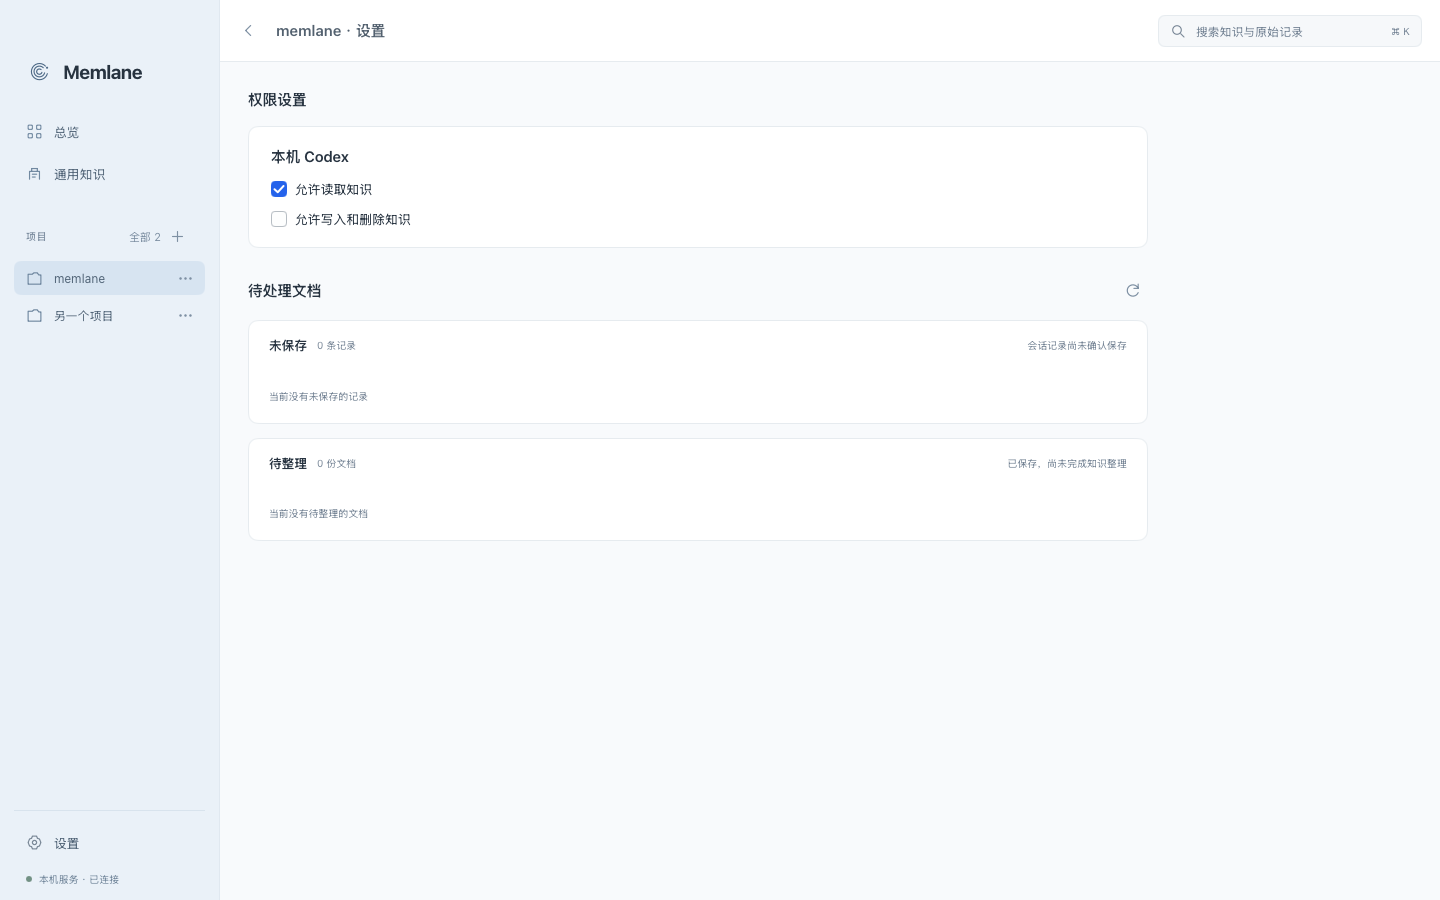 Memlane
总览
通用知识
项目 全部 2
memlane
另一个项目
设置
本机服务 · 已连接
memlane · 设置
搜索知识与原始记录 ⌘ K
权限设置
本机 Codex
允许读取知识
允许写入和删除知识
待处理文档
未保存 0 条记录 会话记录尚未确认保存
当前没有未保存的记录
待整理 0 份文档 已保存，尚未完成知识整理
当前没有待整理的文档